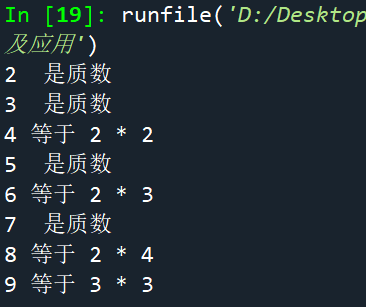 In [19]: runfile('D:/Desktop
及应用')
2  是质数
3  是质数
4 等于 2 * 2
5  是质数
6 等于 2 * 3
7  是质数
8 等于 2 * 4
9 等于 3 * 3